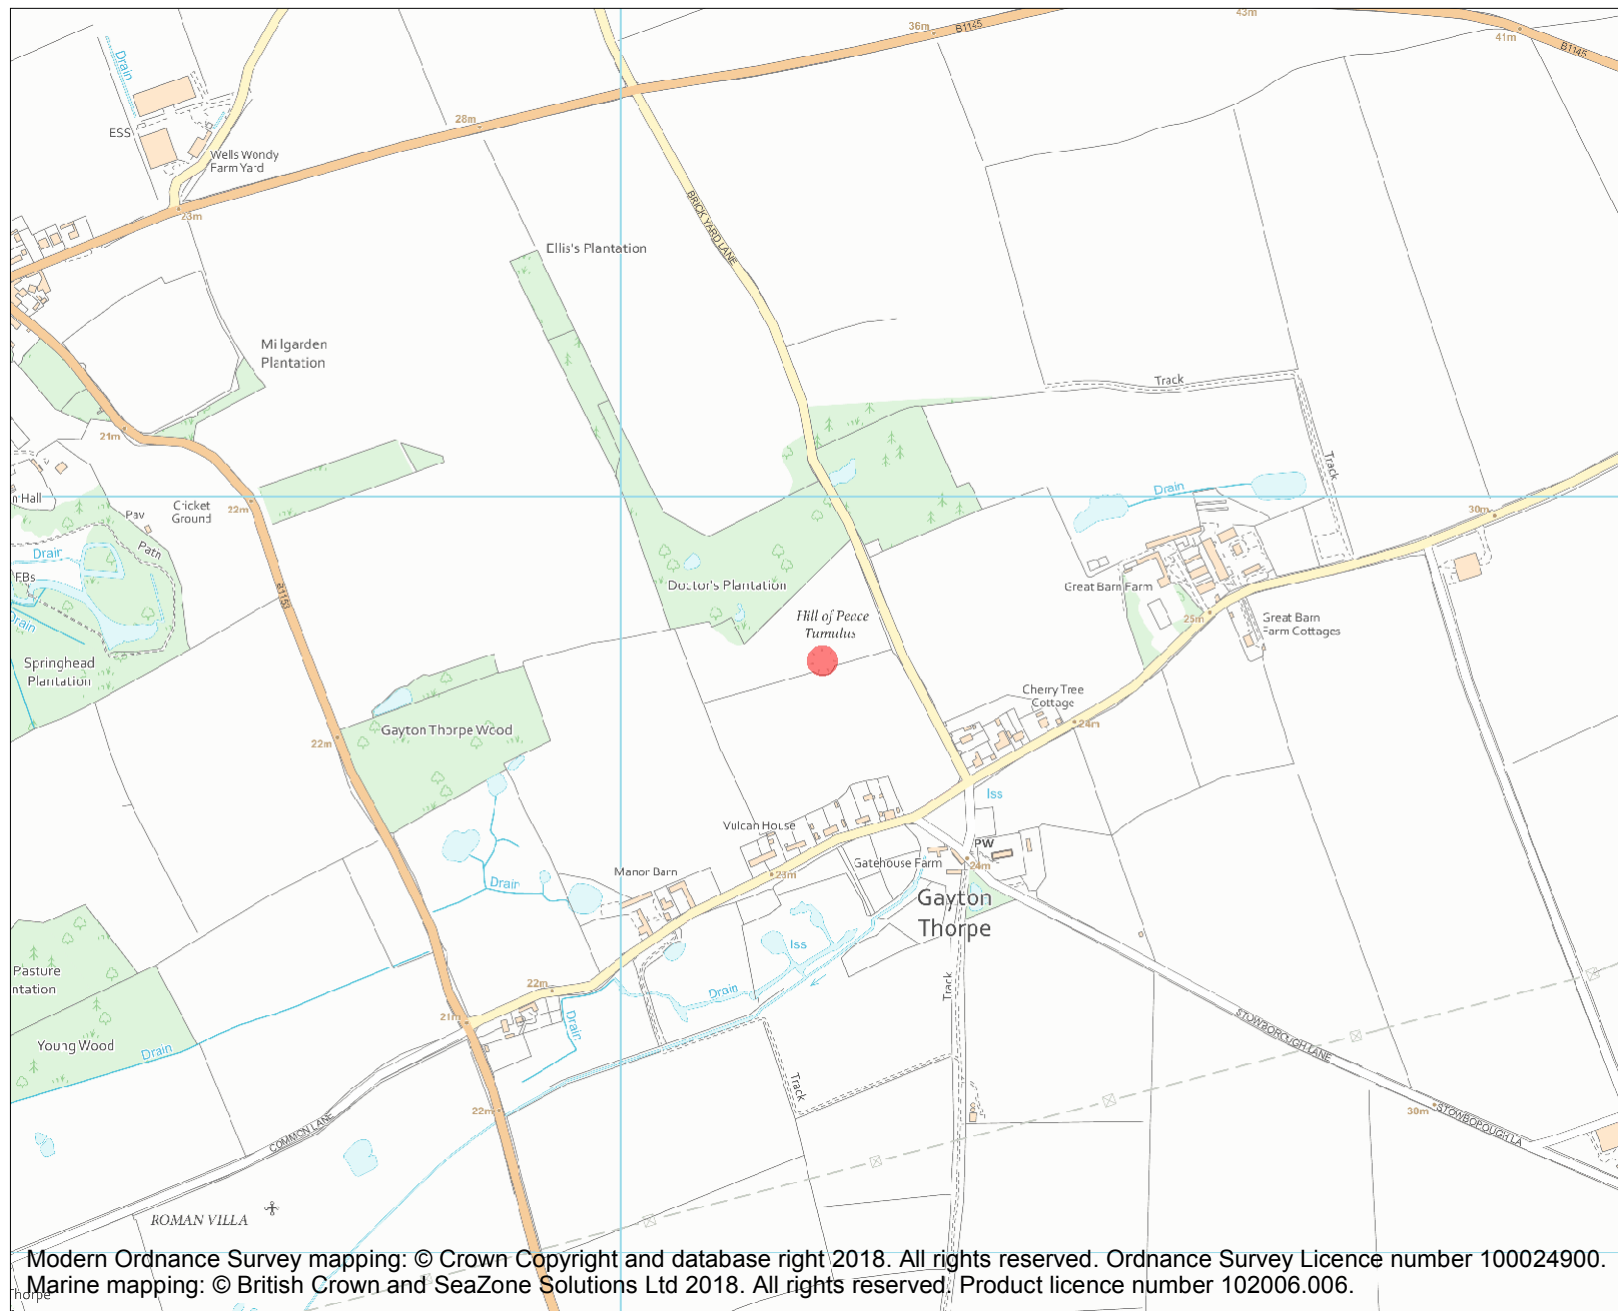 36m
B1145
43m
41m
B1145
Drain
28m
ESS
Wells Wondy
Farm Yard
23m
BRICK YARD LANE
Ellis's Plantation
Millgarden
Plantation
Track
21m
Track
Cricket
Ground
22m
Pav
Path
Drain
FBs
Drain
Drain
30m
B1153
Doctor's Plantation
Great Barn Farm
Hill of Peace
Tumulus
25m
Great Barn
Farm Cottages
Springhead
Plantation
Cherry Tree
Cottage
24m
Gayton Thorpe Wood
22m
Iss
Vulcan House
PW
Gatehouse Farm
24m
Manor Barn
23m
Drain
Gayton
Thorpe
Iss
Pasture
ntation
22m
Drain
Track
21m
Drain
Young Wood
Drain
STOWBOROUGH LANE
Track
22m
30m
STOWBOROUGH LA
COMMON LANE
ROMAN VILLA
Modern Ordnance Survey mapping: © Crown Copyright and database right 2018. All rights reserved. Ordnance Survey Licence number 100024900.
Marine mapping: © British Crown and SeaZone Solutions Ltd 2018. All rights reserved. Product licence number 102006.006.